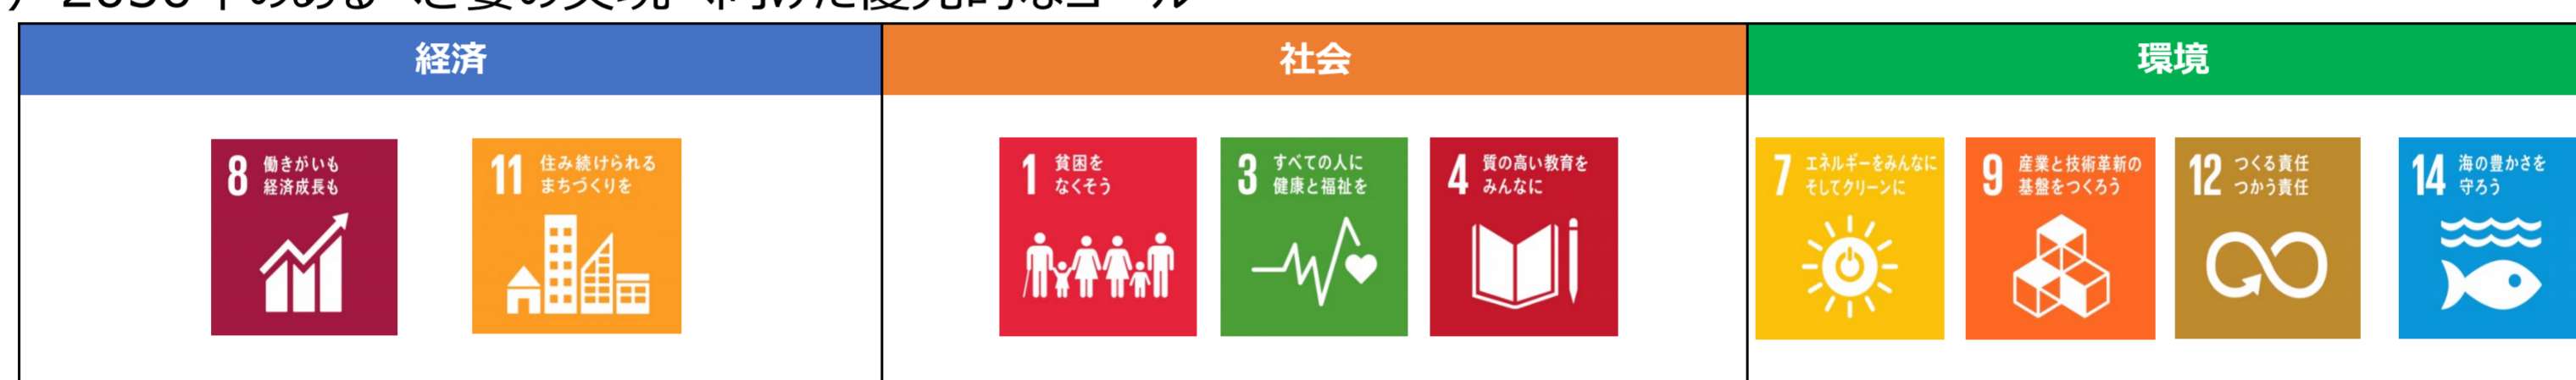 経済
社会
環境
8 働きがいも
経済成長も
11 住み続けられる
まちづくりを
1 貧困を
なくそう
3 すべての人に
健康と福祉を
4 質の高い教育を
みんなに
7 エネルギーをみんなに
そしてクリーンに
9 産業と技術革新の
基盤をつくろう
12 つくる責任
つかう責任
14 海の豊かさを
守ろう